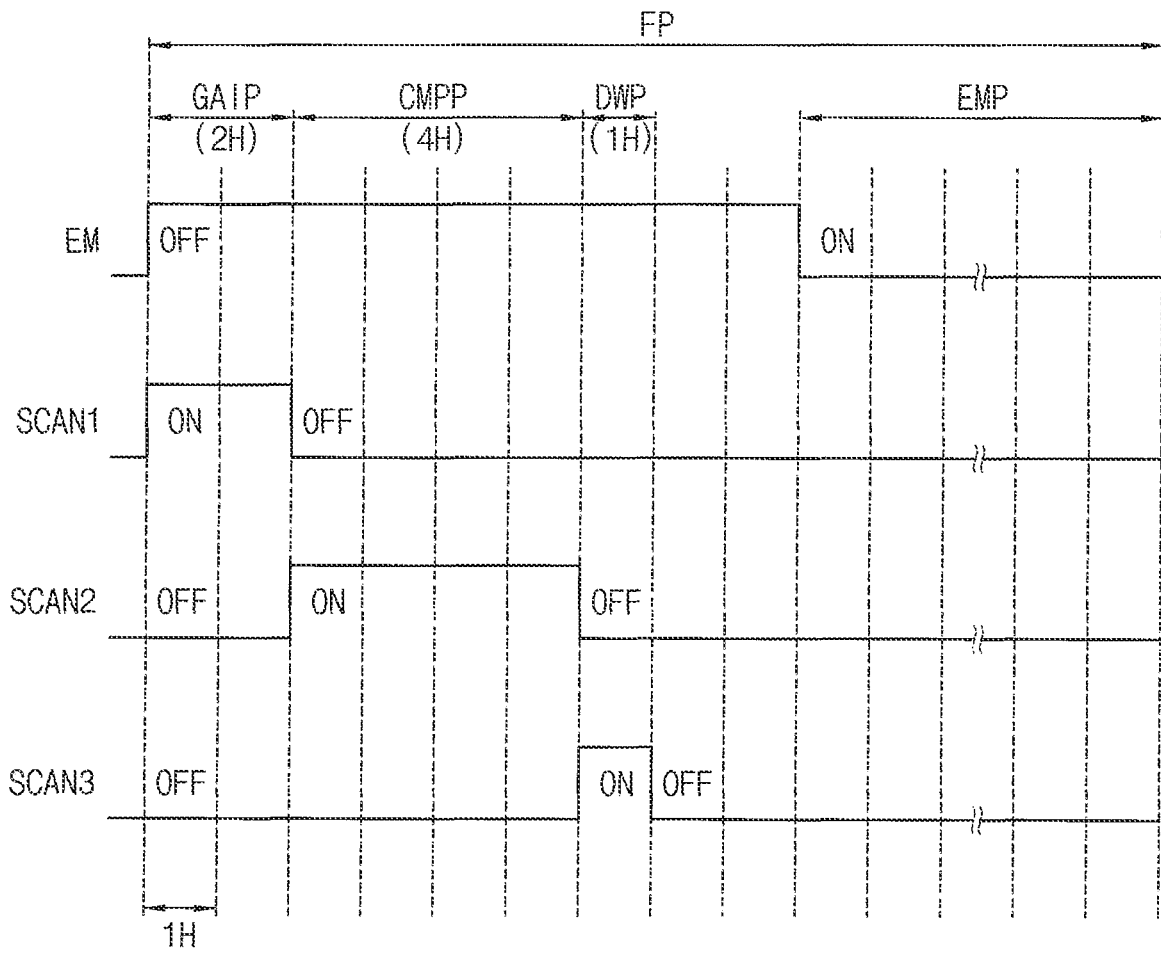 FP
GAIP CMPP DWP EMP
(2H) (4H) (1H)
EM OFF ON
SCAN1 ON OFF
SCAN2 OFF ON OFF
SCAN3 OFF ON OFF
1H